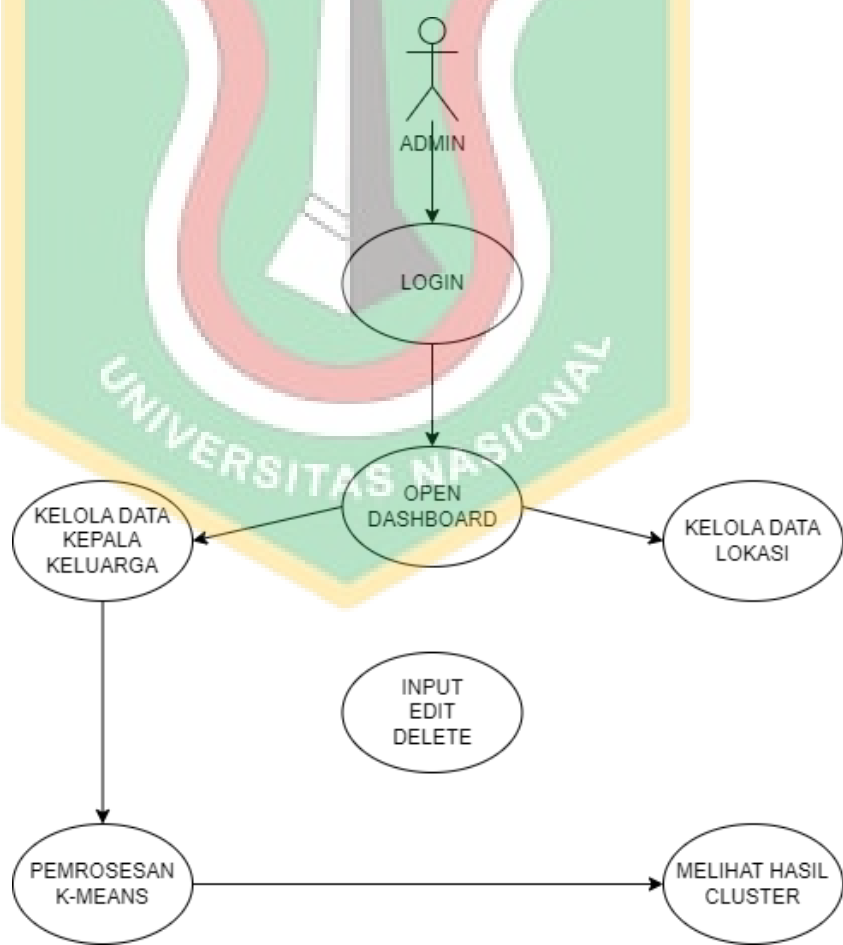 ADMIN
LOGIN
UNIVERSITAS NASIONAL
OPEN
DASHBOARD
KELOLA DATA
KEPALA
KELUARGA
KELOLA DATA
LOKASI
INPUT
EDIT
DELETE
PEMROSESAN
K-MEANS
MELIHAT HASIL
CLUSTER